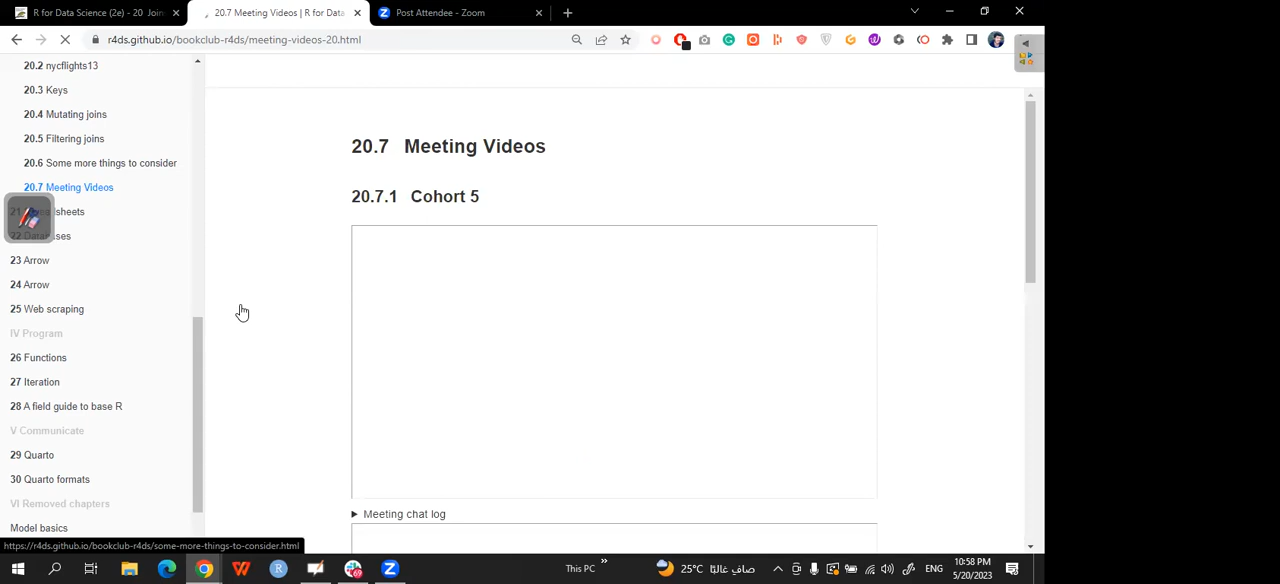 R for Data Science (2e) - 20 Join
20.7 Meeting Videos | R for Data
Post Attendee - Zoom
r4ds.github.io/bookclub-r4ds/meeting-videos-20.html
20.2 nycflights13
20.3 Keys
20.4 Mutating joins
20.5 Filtering joins
20.6 Some more things to consider
20.7 Meeting Videos
21 sheets
22
23 Arrow
24 Arrow
25 Web scraping
IV Program
26 Functions
27 Iteration
28 A field guide to base R
V Communicate
29 Quarto
30 Quarto formats
VI Removed chapters
Model basics
20.7 Meeting Videos
20.7.1 Cohort 5
Meeting chat log
https://r4ds.github.io/bookclub-r4ds/some-more-things-to-consider.html
This PC
25°C صافي غالبًا
ENG
10:58 PM
5/20/2023